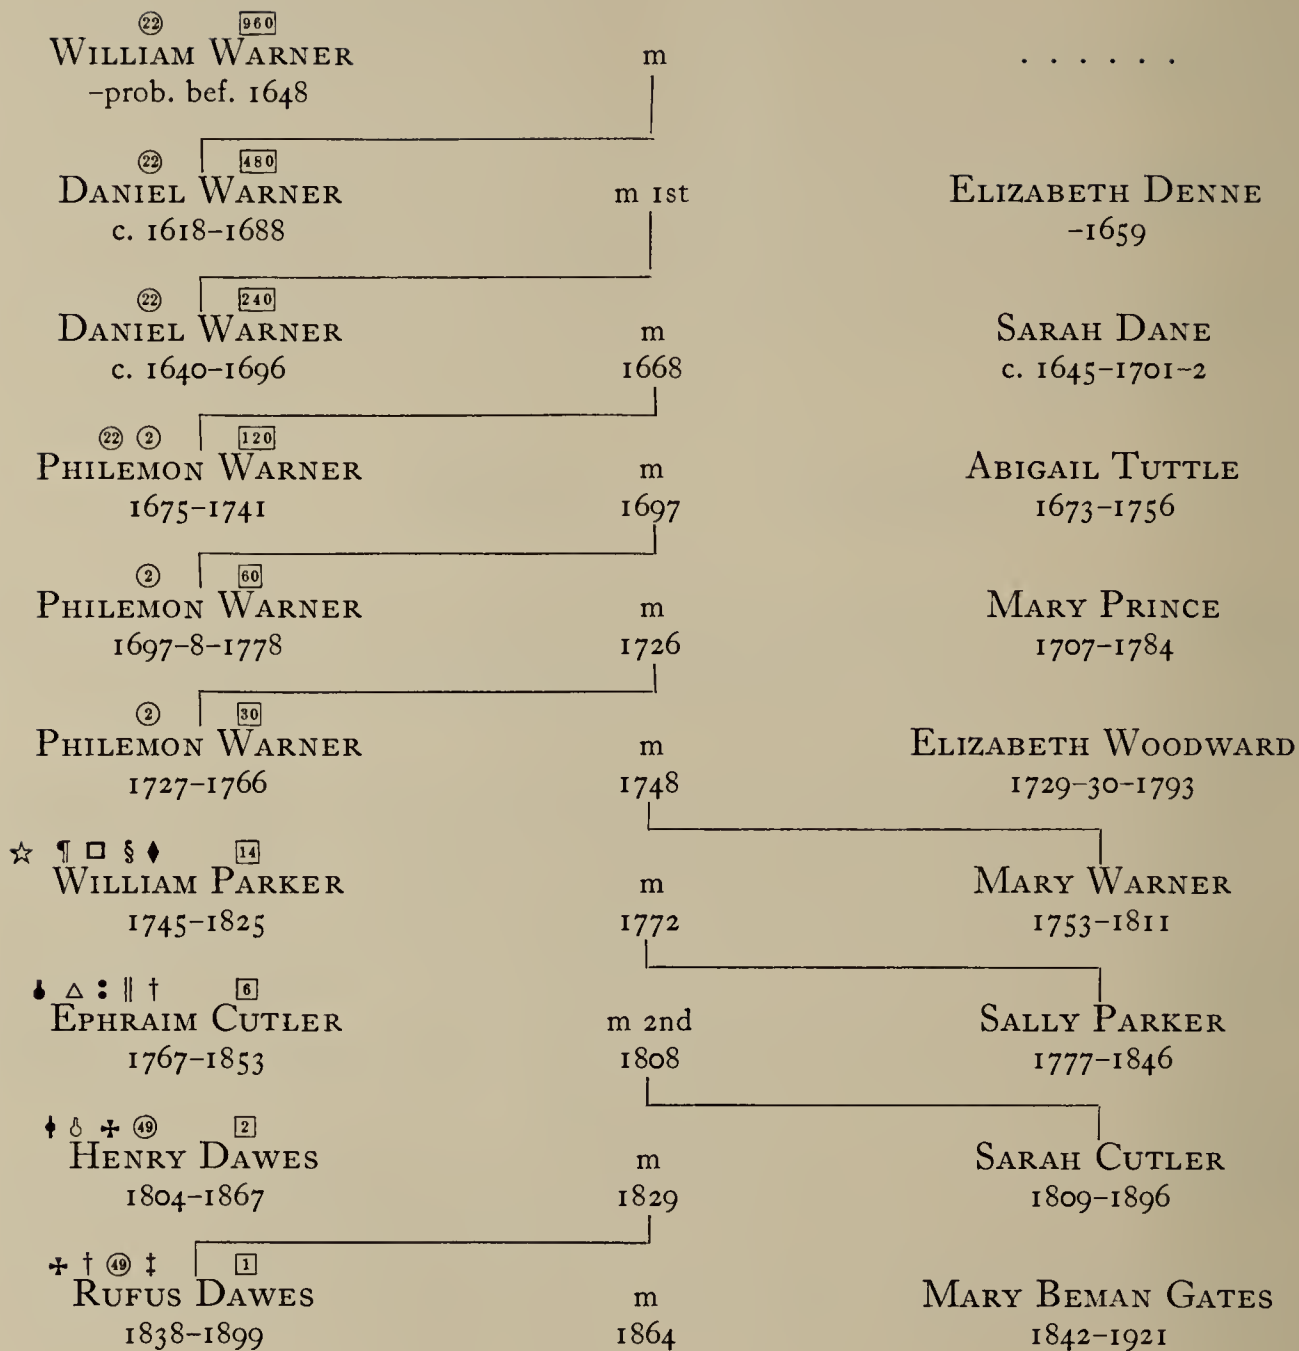 ㉒ 960
WILLIAM WARNER m . . . . . .
–prob. bef. 1648
㉒ 480
DANIEL WARNER m 1st ELIZABETH DENNE
c. 1618–1688 –1659
㉒ 240
DANIEL WARNER m SARAH DANE
c. 1640–1696 1668 c. 1645–1701–2
㉒ ② 120
PHILEMON WARNER m ABIGAIL TUTTLE
1675–1741 1697 1673–1756
② 60
PHILEMON WARNER m MARY PRINCE
1697–8–1778 1726 1707–1784
② 30
PHILEMON WARNER m ELIZABETH WOODWARD
1727–1766 1748 1729–30–1793
☆ ¶ □ § ♦ 14
WILLIAM PARKER m MARY WARNER
1745–1825 1772 1753–1811
△ : ‖ † 6
EPHRAIM CUTLER m 2nd SALLY PARKER
1767–1853 1808 1777–1846
✢ ㊾ 2
HENRY DAWES m SARAH CUTLER
1804–1867 1829 1809–1896
✢ † ㊾ ‡ 1
RUFUS DAWES m MARY BEMAN GATES
1838–1899 1864 1842–1921